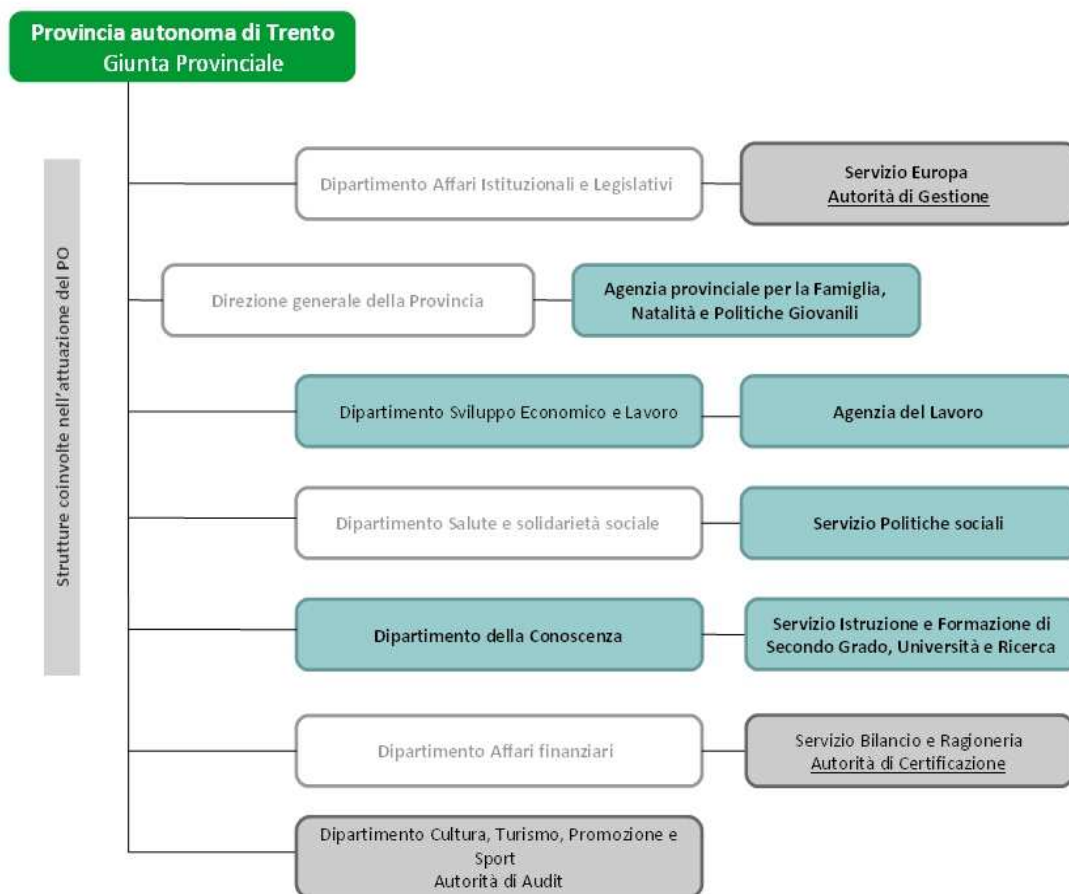 Provincia autonoma di Trento
Giunta Provinciale
Strutture coinvolte nell'attuazione del PO
Dipartimento Affari Istituzionali e Legislativi
Servizio Europa
Autorità di Gestione
Direzione generale della Provincia
Agenzia provinciale per la Famiglia,
Natalità e Politiche Giovanili
Dipartimento Sviluppo Economico e Lavoro
Agenzia del Lavoro
Dipartimento Salute e solidarietà sociale
Servizio Politiche sociali
Dipartimento della Conoscenza
Servizio Istruzione e Formazione di
Secondo Grado, Università e Ricerca
Dipartimento Affari finanziari
Servizio Bilancio e Ragioneria
Autorità di Certificazione
Dipartimento Cultura, Turismo, Promozione e
Sport
Autorità di Audit